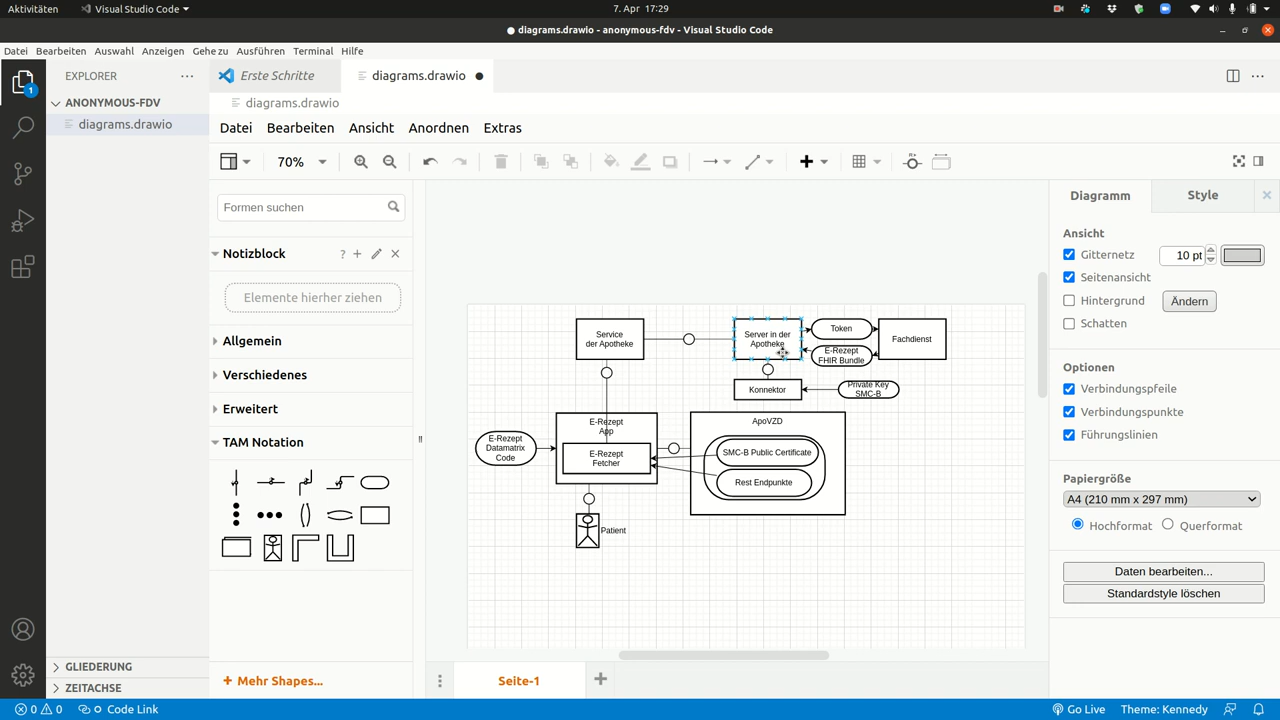 Aktivitäten
Visual Studio Code
7. Apr 17:29
● diagrams.drawio - anonymous-fdv - Visual Studio Code
Datei Bearbeiten Auswahl Anzeigen Gehe zu Ausführen Terminal Hilfe
EXPLORER
Erste Schritte
diagrams.drawio
1
ANONYMOUS-FDV
diagrams.drawio
diagrams.drawio
Datei Bearbeiten Ansicht Anordnen Extras
70%
Formen suchen
Notizblock
?
Elemente hierher ziehen
Allgemein
Verschiedenes
Erweitert
TAM Notation
+ Mehr Shapes...
Service
der Apotheke
Server in der
Apotheke
Token
E-Rezept
FHIR Bundle
Fachdienst
Konnektor
Private Key
SMC-B
E-Rezept
Datamatrix
Code
E-Rezept
App
E-Rezept
Fetcher
ApoVZD
SMC-B Public Certificate
Rest Endpunkte
Patient
Seite-1
Diagramm
Style
Ansicht
Gitternetz
10 pt
Seitenansicht
Hintergrund
Ändern
Schatten
Optionen
Verbindungspfeile
Verbindungspunkte
Führungslinien
Papiergröße
A4 (210 mm x 297 mm)
Hochformat
Querformat
Daten bearbeiten...
Standardstyle löschen
GLIEDERUNG
ZEITACHSE
0 0
Code Link
Go Live
Theme: Kennedy